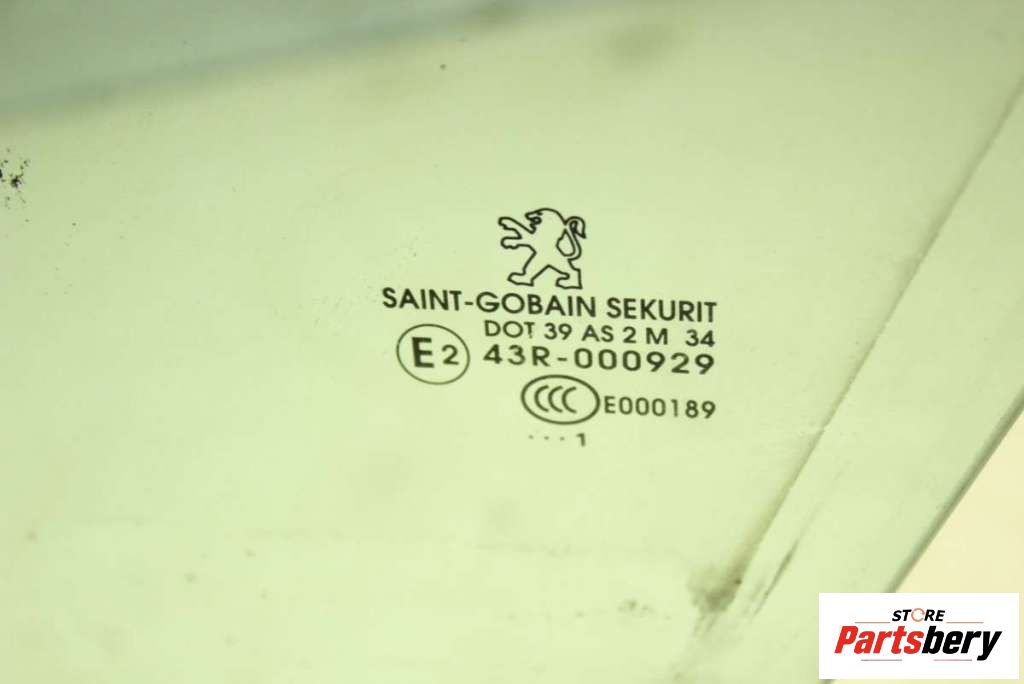 SAINT-GOBAIN SEKURIT
DOT 39 AS 2 M 34
E2 43R-000929
CCC E000189
... 1
STORE
Partsbery